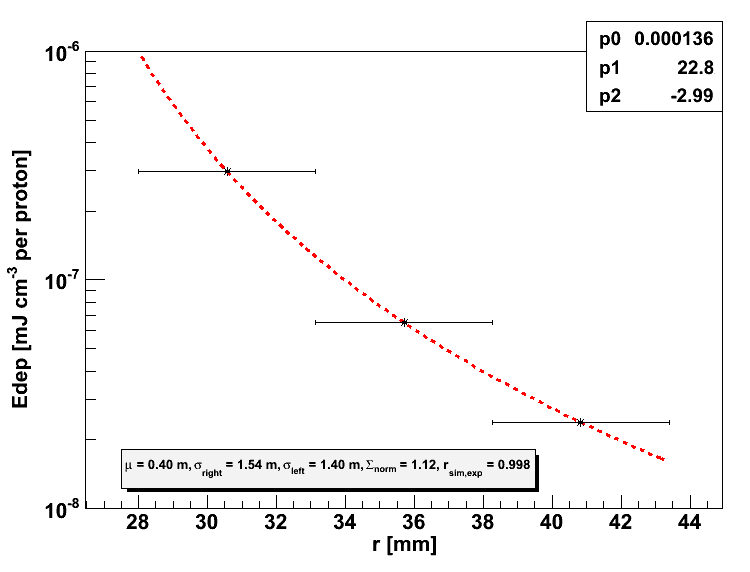 p0 0.000136
p1 22.8
p2 -2.99
Edep [mJ cm⁻³ per proton]
10⁻⁶
10⁻⁷
10⁻⁸
μ = 0.40 m, σ_right = 1.54 m, σ_left = 1.40 m, Σ_norm = 1.12, r_sim,exp = 0.998
28 30 32 34 36 38 40 42 44
r [mm]